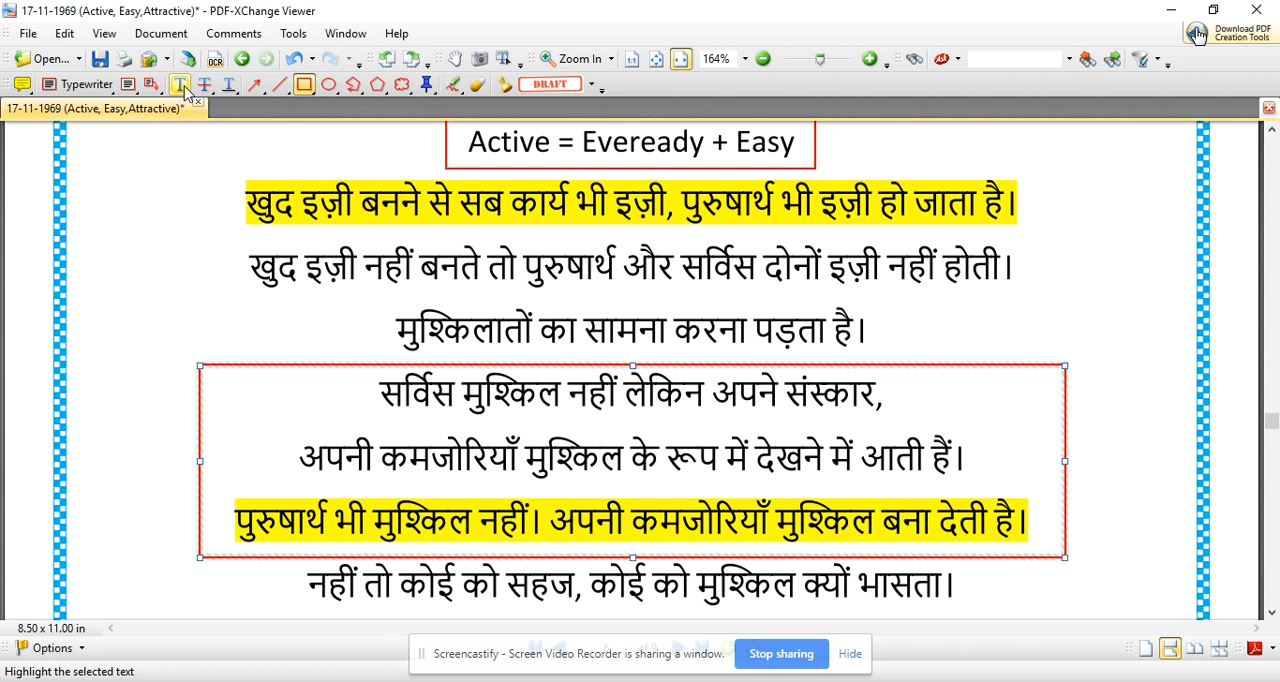 17-11-1969 (Active, Easy,Attractive)* - PDF-XChange Viewer
File Edit View Document Comments Tools Window Help
Download PDF
Creation Tools
Open... OCR Zoom In 164%
Typewriter DRAFT
17-11-1969 (Active, Easy,Attractive)*
Active = Eveready + Easy
खुद इज़ी बनने से सब कार्य भी इज़ी, पुरुषार्थ भी इज़ी हो जाता है।
खुद इज़ी नहीं बनते तो पुरुषार्थ और सर्विस दोनों इज़ी नहीं होती।
मुश्किलातों का सामना करना पड़ता है।
सर्विस मुश्किल नहीं लेकिन अपने संस्कार,
अपनी कमजोरियाँ मुश्किल के रूप में देखने में आती हैं।
पुरुषार्थ भी मुश्किल नहीं। अपनी कमजोरियाँ मुश्किल बना देती है।
नहीं तो कोई को सहज, कोई को मुश्किल क्यों भासता।
8.50 x 11.00 in
Options
Screencastify - Screen Video Recorder is sharing a window. Stop sharing Hide
Highlight the selected text